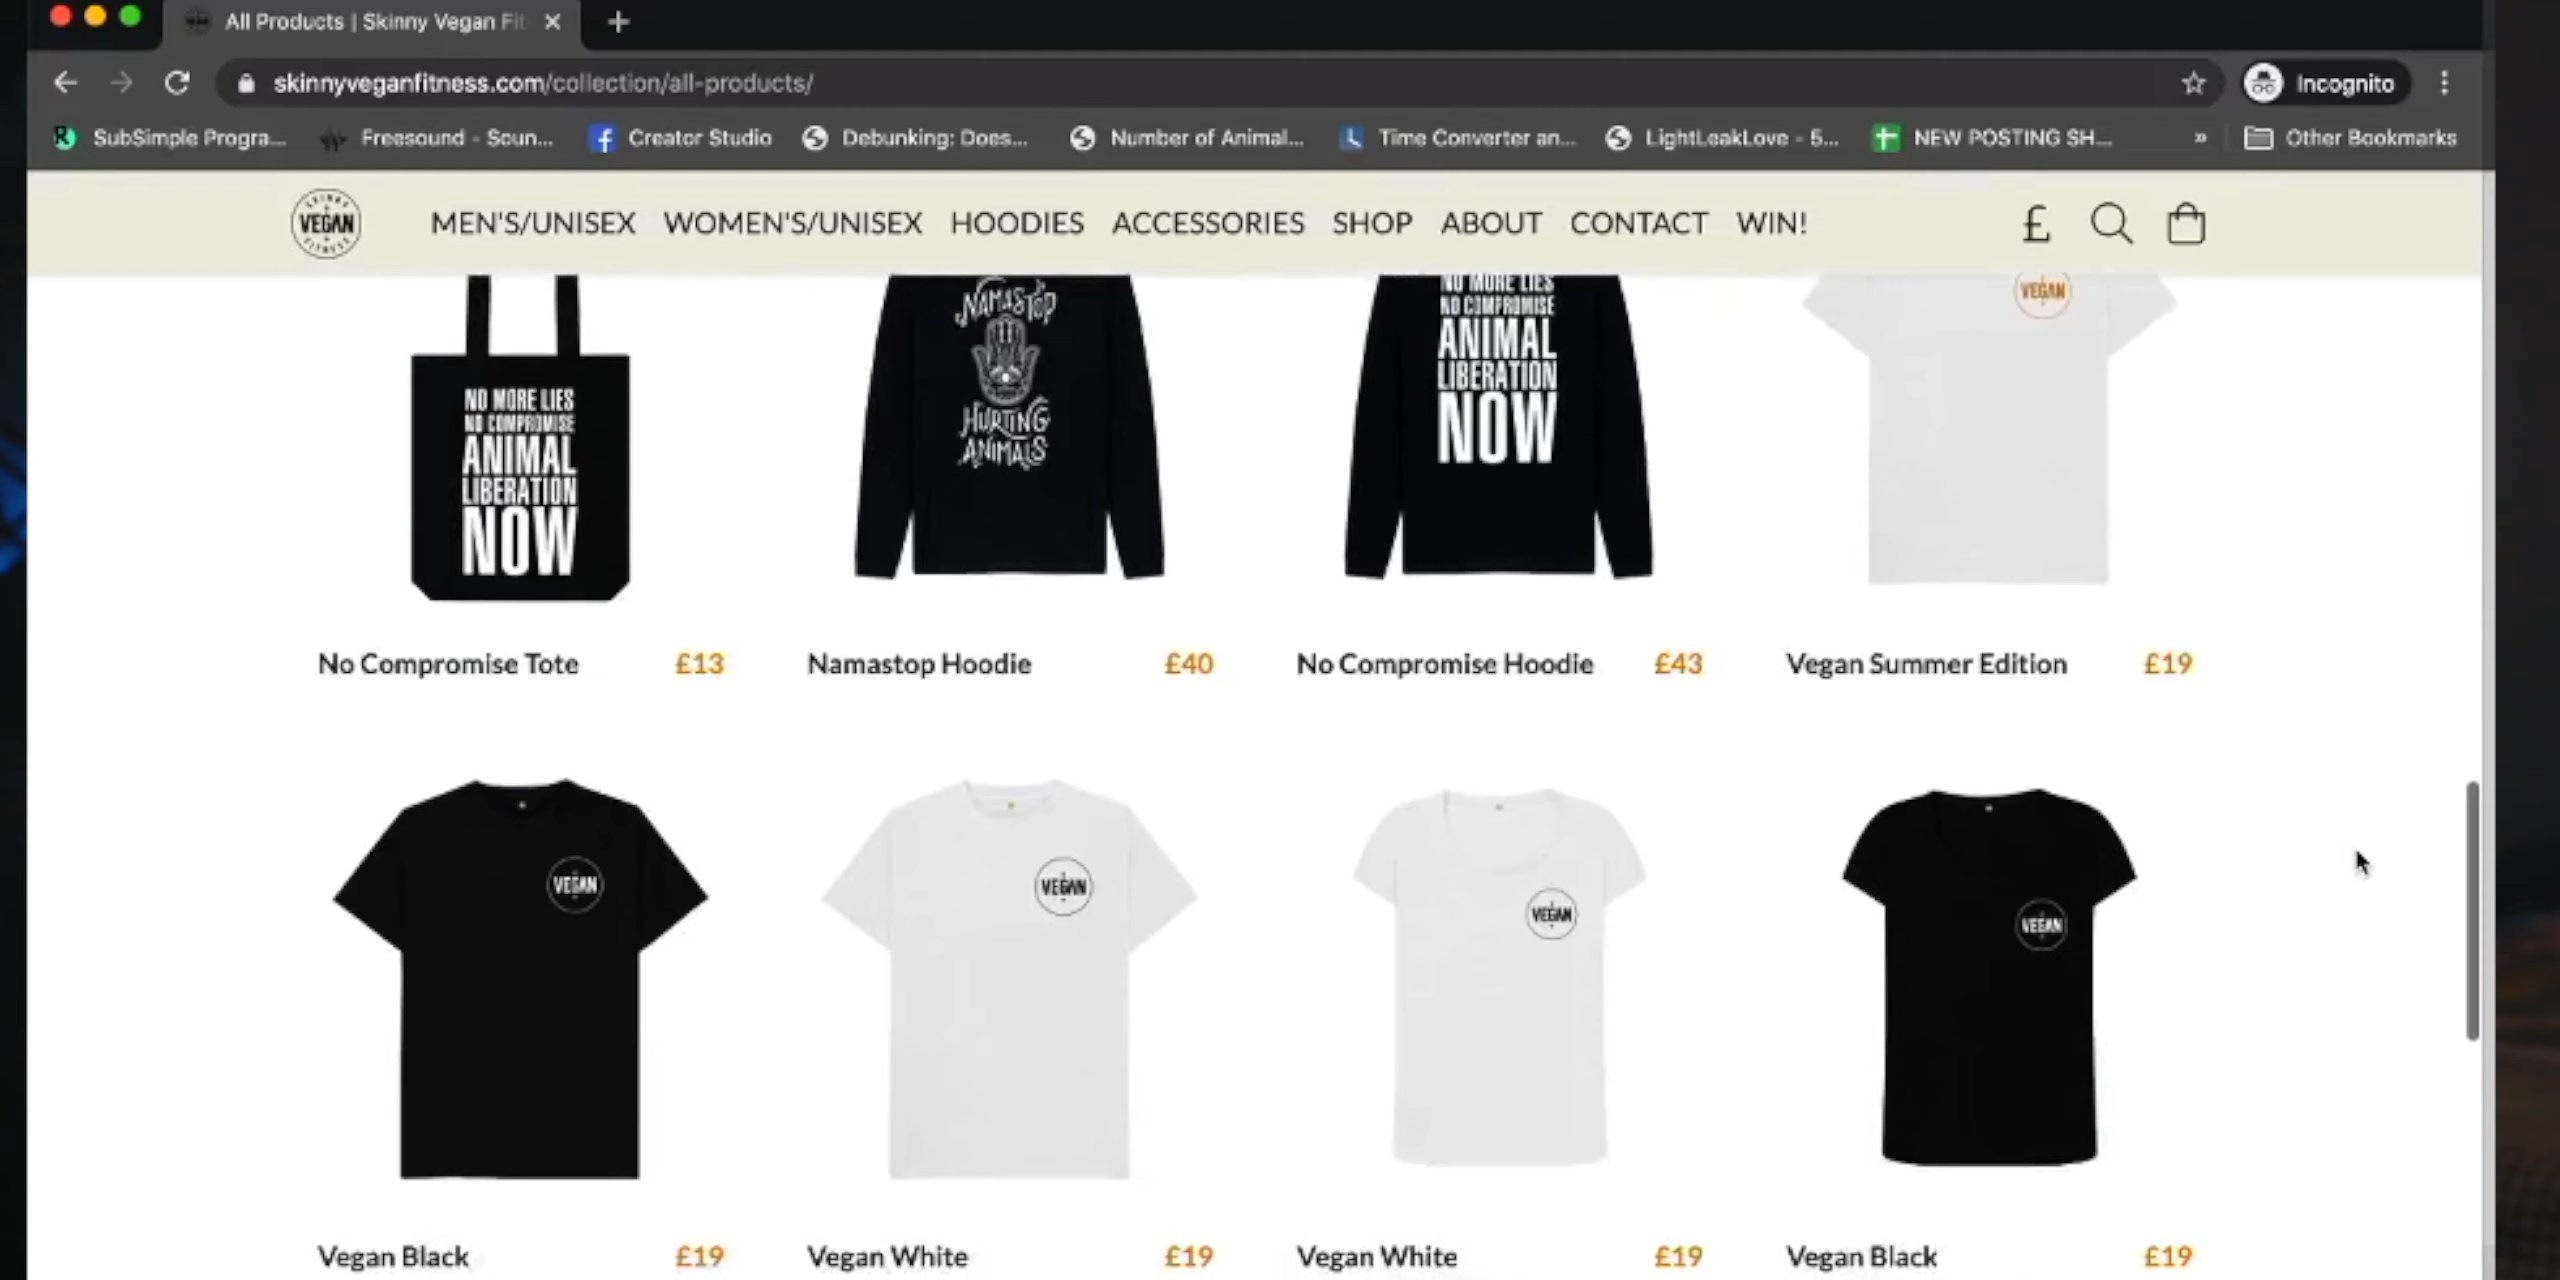 All Products | Skinny Vegan Fit
skinnyveganfitness.com/collection/all-products/
Incognito
SubSimple Progra...
Freesound - Soun...
Creator Studio
Debunking: Does...
Number of Animal...
Time Converter an...
LightLeakLove - 5...
NEW POSTING SH...
»
Other Bookmarks
SKINNY
VEGAN
FITNESS
MEN'S/UNISEX
WOMEN'S/UNISEX
HOODIES
ACCESSORIES
SHOP
ABOUT
CONTACT
WIN!
£
NO MORE LIES
NO COMPROMISE
ANIMAL
LIBERATION
NOW
NAMASTOP
HURTING
ANIMALS
NO MORE LIES
NO COMPROMISE
ANIMAL
LIBERATION
NOW
VEGAN
No Compromise Tote £13
Namastop Hoodie £40
No Compromise Hoodie £43
Vegan Summer Edition £19
VEGAN
VEGAN
VEGAN
VEGAN
Vegan Black £19
Vegan White £19
Vegan White £19
Vegan Black £19